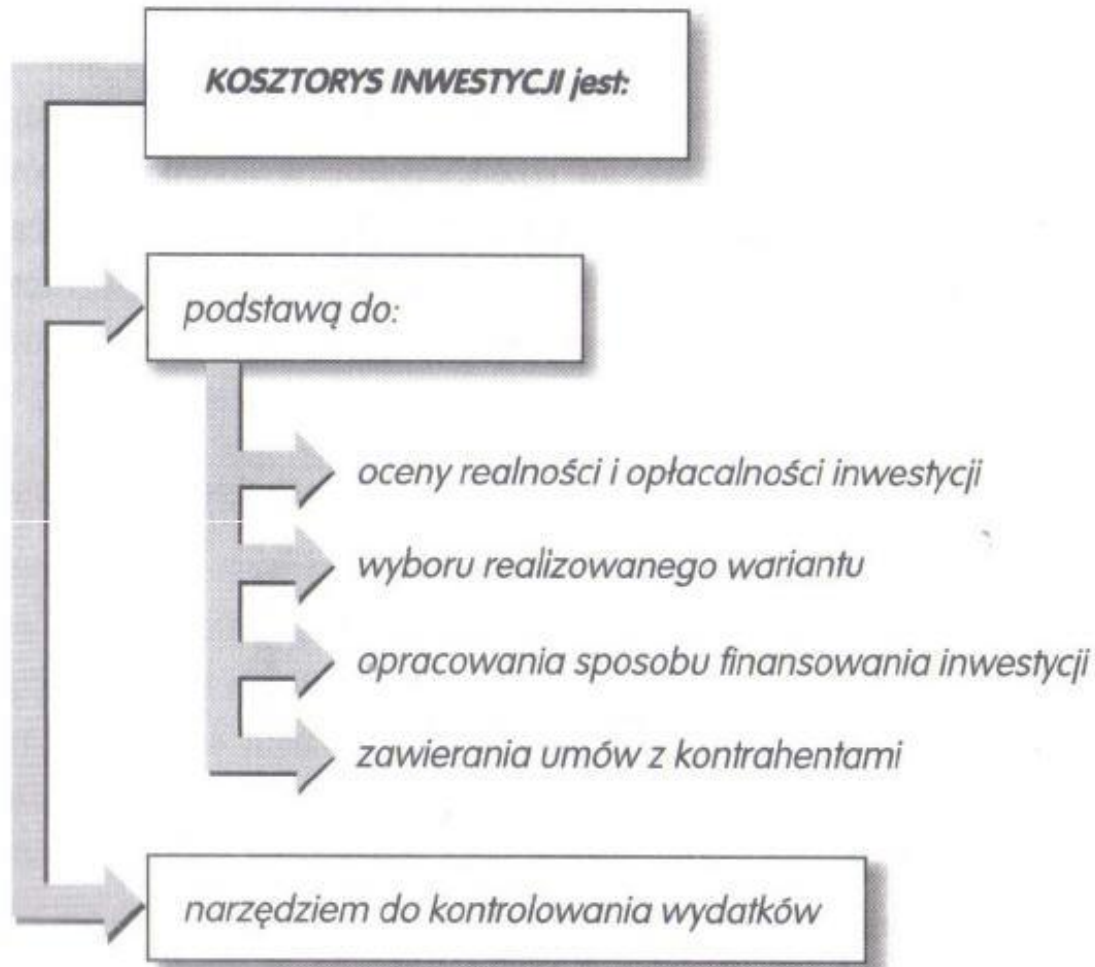 KOSZTORYS INWESTYCJI jest:
podstawą do:
oceny realności i opłacalności inwestycji
wyboru realizowanego wariantu
opracowania sposobu finansowania inwestycji
zawierania umów z kontrahentami
narzędziem do kontrolowania wydatków